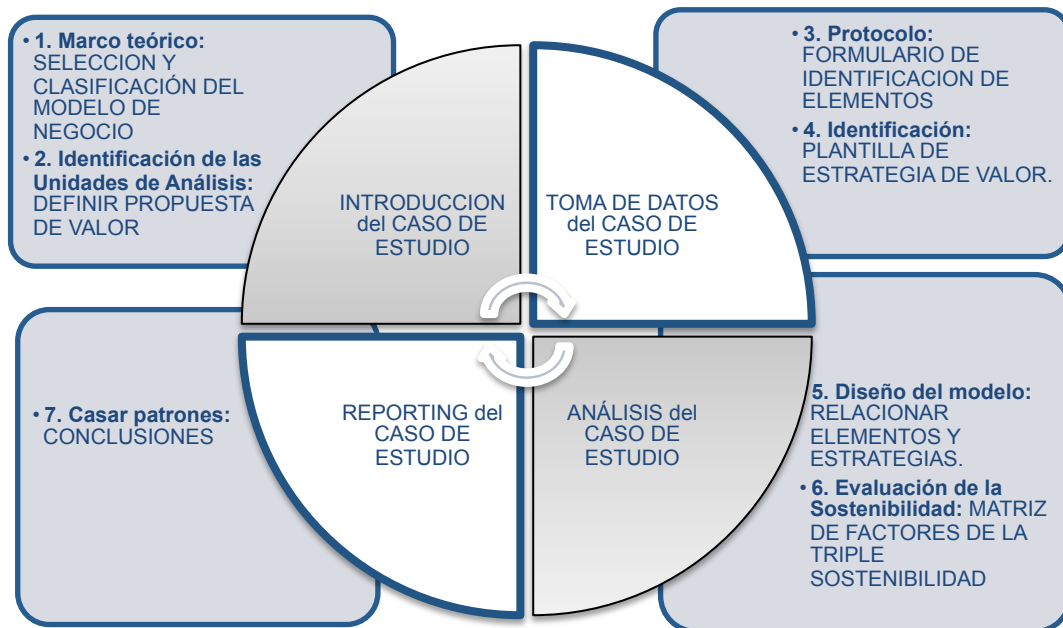 • 1. Marco teórico:
SELECCION Y
CLASIFICACIÓN DEL
MODELO DE
NEGOCIO
• 2. Identificación de las
Unidades de Análisis:
DEFINIR PROPUESTA
DE VALOR
• 3. Protocolo:
FORMULARIO DE
IDENTIFICACION DE
ELEMENTOS
• 4. Identificación:
PLANTILLA DE
ESTRATEGIA DE VALOR.
INTRODUCCION
del CASO DE
ESTUDIO
TOMA DE DATOS
del CASO DE
ESTUDIO
• 7. Casar patrones:
CONCLUSIONES
REPORTING del
CASO DE
ESTUDIO
ANÁLISIS del
CASO DE
ESTUDIO
5. Diseño del modelo:
RELACIONAR
ELEMENTOS Y
ESTRATEGIAS.
• 6. Evaluación de la
Sostenibilidad: MATRIZ
DE FACTORES DE LA
TRIPLE
SOSTENIBILIDAD